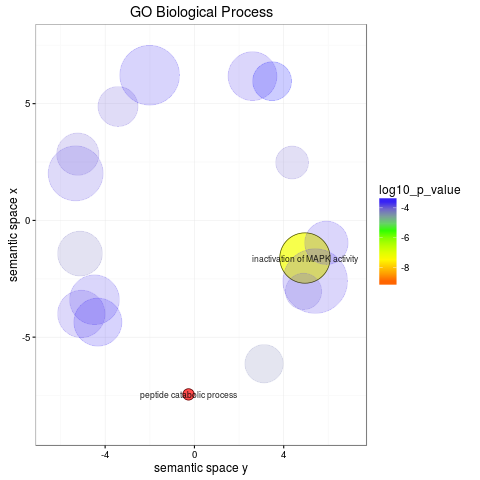 GO Biological Process
5
0
-5
-4
0
4
semantic space x
semantic space y
inactivation of MAPK activity
peptide catabolic process
log10_p_value
-4
-6
-8